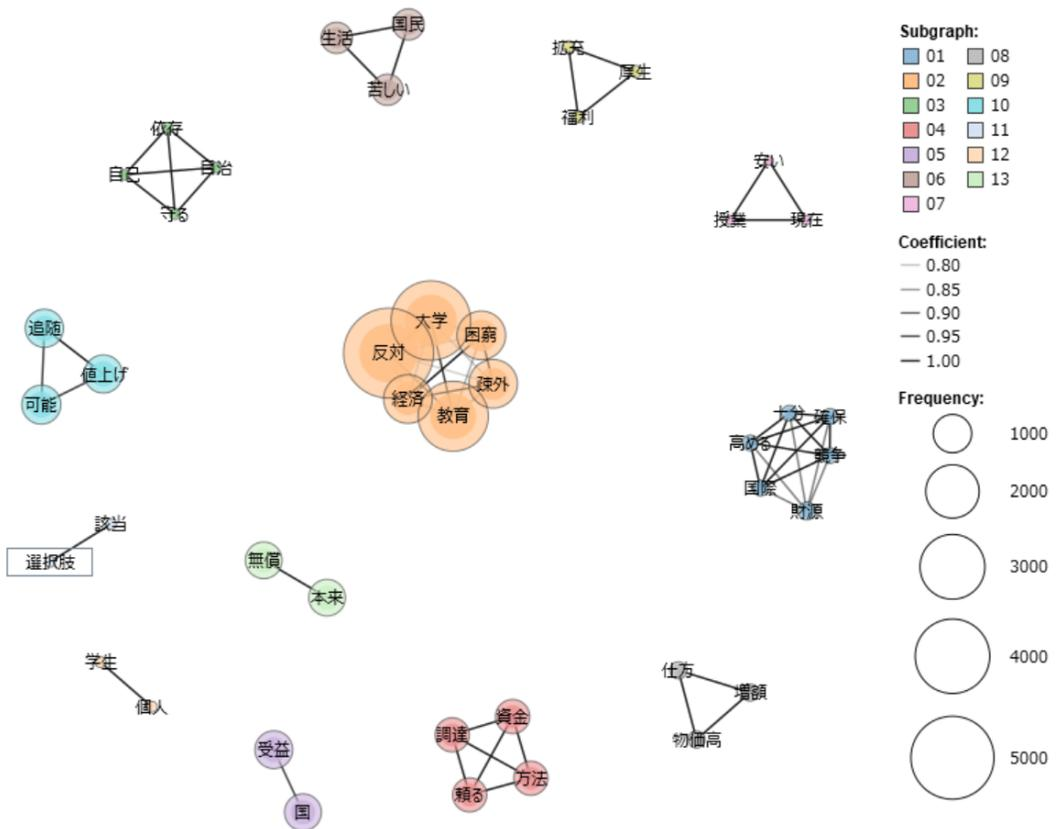 国民
生活
苦しい
拡充
厚生
福利
依存
自己
自治
守る
安い
授業
現在
追随
値上げ
可能
大学
困窮
反対
疎外
経済
教育
十分
確保
高める
競争
国際
財源
該当
選択肢
無償
本来
学生
個人
仕方
増額
物価高
受益
国
資金
調達
方法
頼る
Subgraph:
01 08
02 09
03 10
04 11
05 12
06 13
07
Coefficient:
0.80
0.85
0.90
0.95
1.00
Frequency:
1000
2000
3000
4000
5000